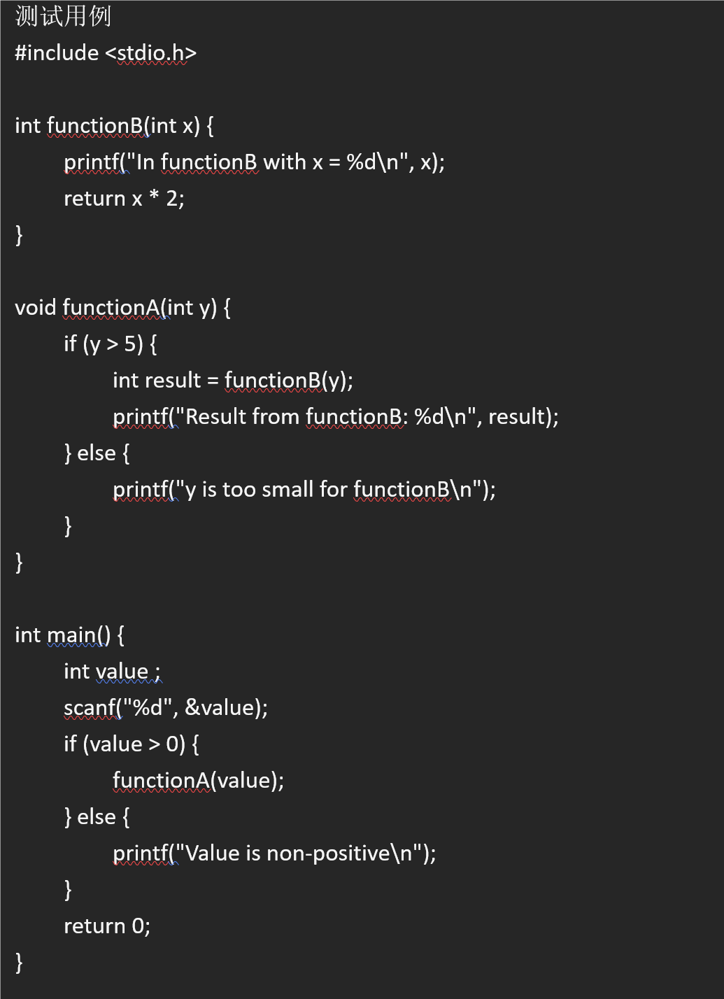 测试用例
#include <stdio.h>
int functionB(int x) {
printf("In functionB with x = %d\n", x);
return x * 2;
}
void functionA(int y) {
if (y > 5) {
int result = functionB(y);
printf("Result from functionB: %d\n", result);
} else {
printf("y is too small for functionB\n");
}
}
int main() {
int value ;
scanf("%d", &value);
if (value > 0) {
functionA(value);
} else {
printf("Value is non-positive\n");
}
return 0;
}